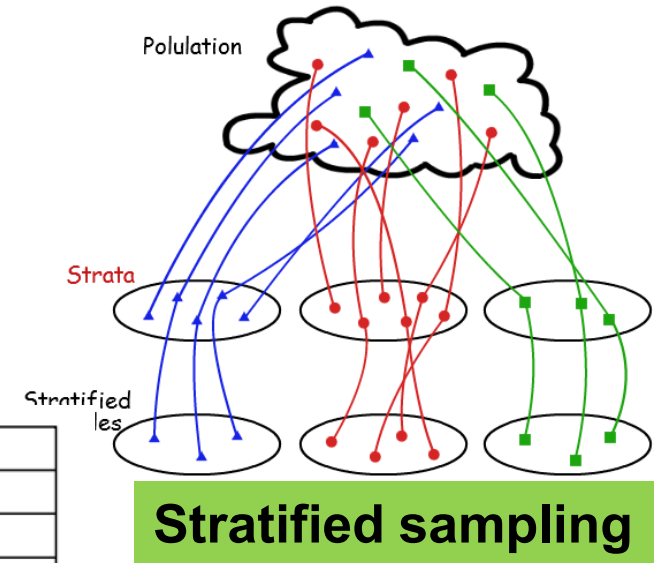 Polulation
Strata
Stratified
les
Stratified sampling